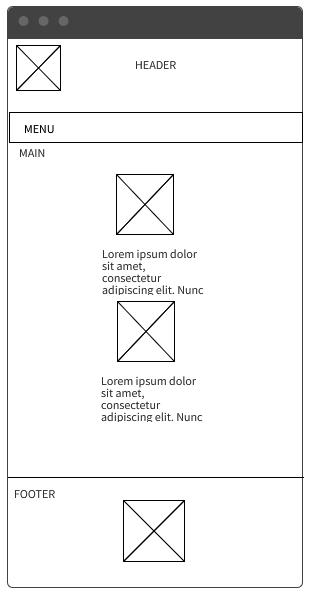 HEADER
MENU
MAIN
Lorem ipsum dolor
sit amet,
consectetur
adipiscing elit. Nunc
Lorem ipsum dolor
sit amet,
consectetur
adipiscing elit. Nunc
FOOTER